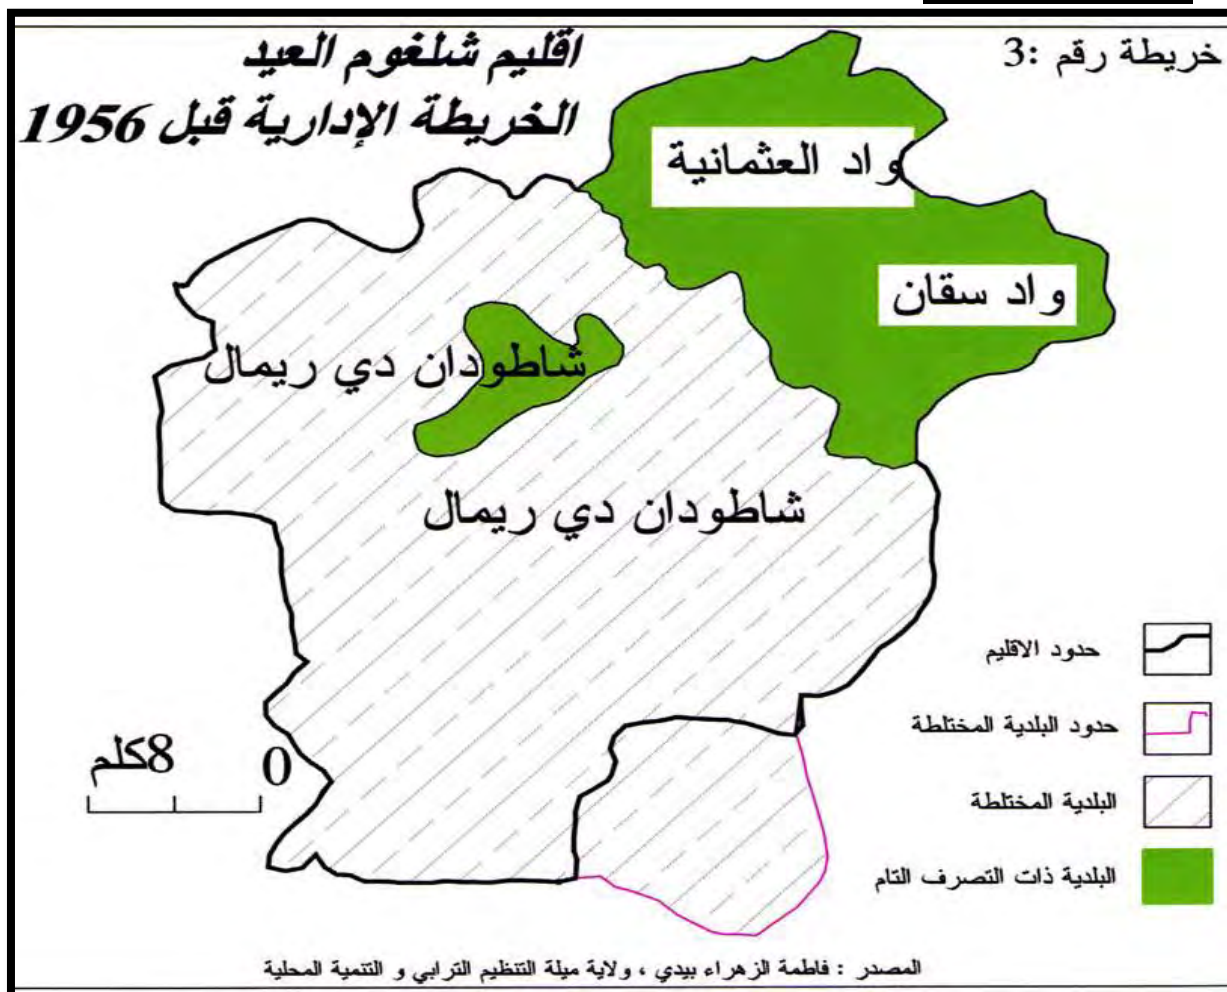 خريطة رقم :3
اقليم شلغوم العيد
الخريطة الإدارية قبل 1956
واد العثمانية
واد سقان
شاطودان دي ريمال
شاطودان دي ريمال
حدود الاقليم
حدود البلدية المختلطة
البلدية المختلطة
البلدية ذات التصرف التام
0 8كلم
المصدر : فاطمة الزهراء بيدي ، ولاية ميلة التنظيم الترابي و التنمية المحلية